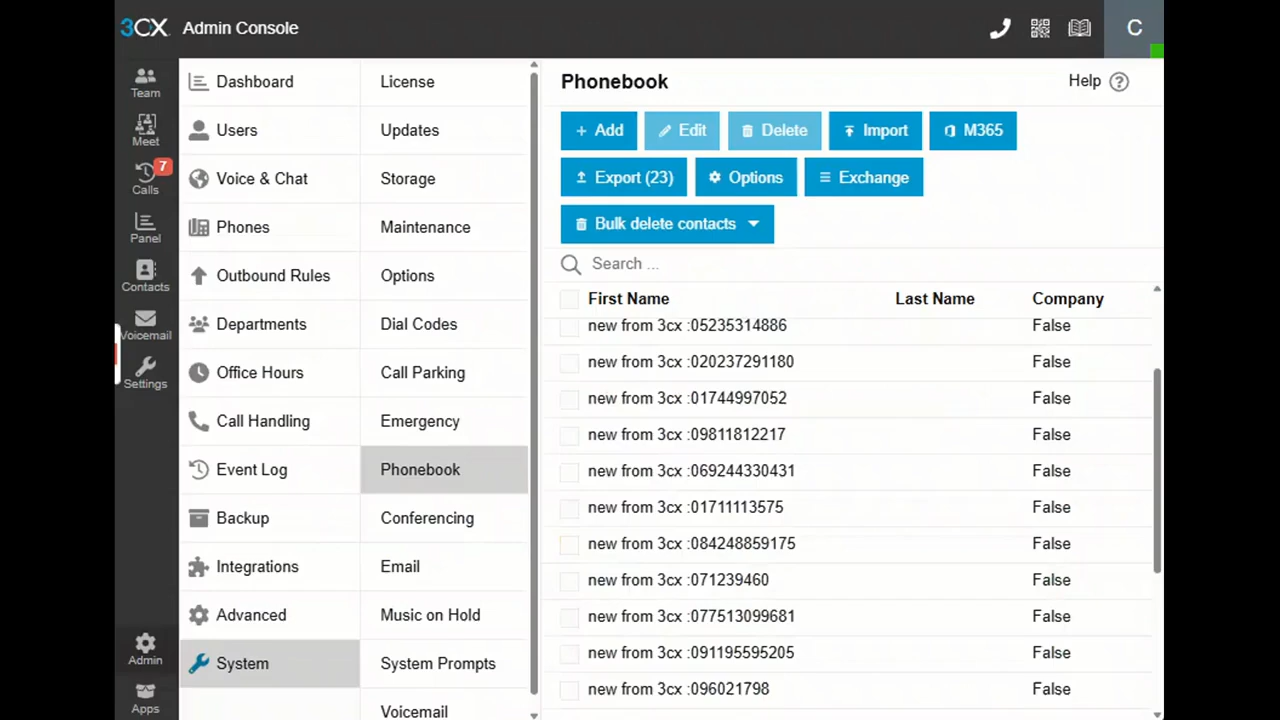 3CX Admin Console
C
Team
Meet
7
Calls
Panel
Contacts
Voicemail
Settings
Admin
Apps
Dashboard
Users
Voice & Chat
Phones
Outbound Rules
Departments
Office Hours
Call Handling
Event Log
Backup
Integrations
Advanced
System
License
Updates
Storage
Maintenance
Options
Dial Codes
Call Parking
Emergency
Phonebook
Conferencing
Email
Music on Hold
System Prompts
Voicemail
Phonebook
Help ?
+ Add
Edit
Delete
Import
M365
Export (23)
Options
Exchange
Bulk delete contacts
Search ...
First Name Last Name Company
new from 3cx :05235314886 False
new from 3cx :020237291180 False
new from 3cx :01744997052 False
new from 3cx :09811812217 False
new from 3cx :069244330431 False
new from 3cx :01711113575 False
new from 3cx :084248859175 False
new from 3cx :071239460 False
new from 3cx :077513099681 False
new from 3cx :091195595205 False
new from 3cx :096021798 False